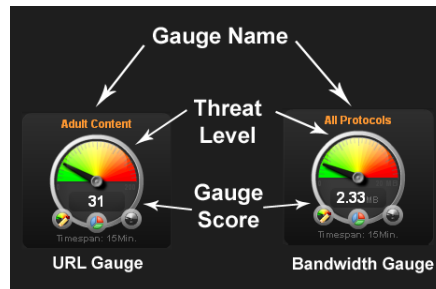 Gauge Name
Adult Content
All Protocols
Threat
Level
31
2.33 MB
Gauge
Score
Timespan: 15Min.
Timespan: 15Min.
URL Gauge
Bandwidth Gauge